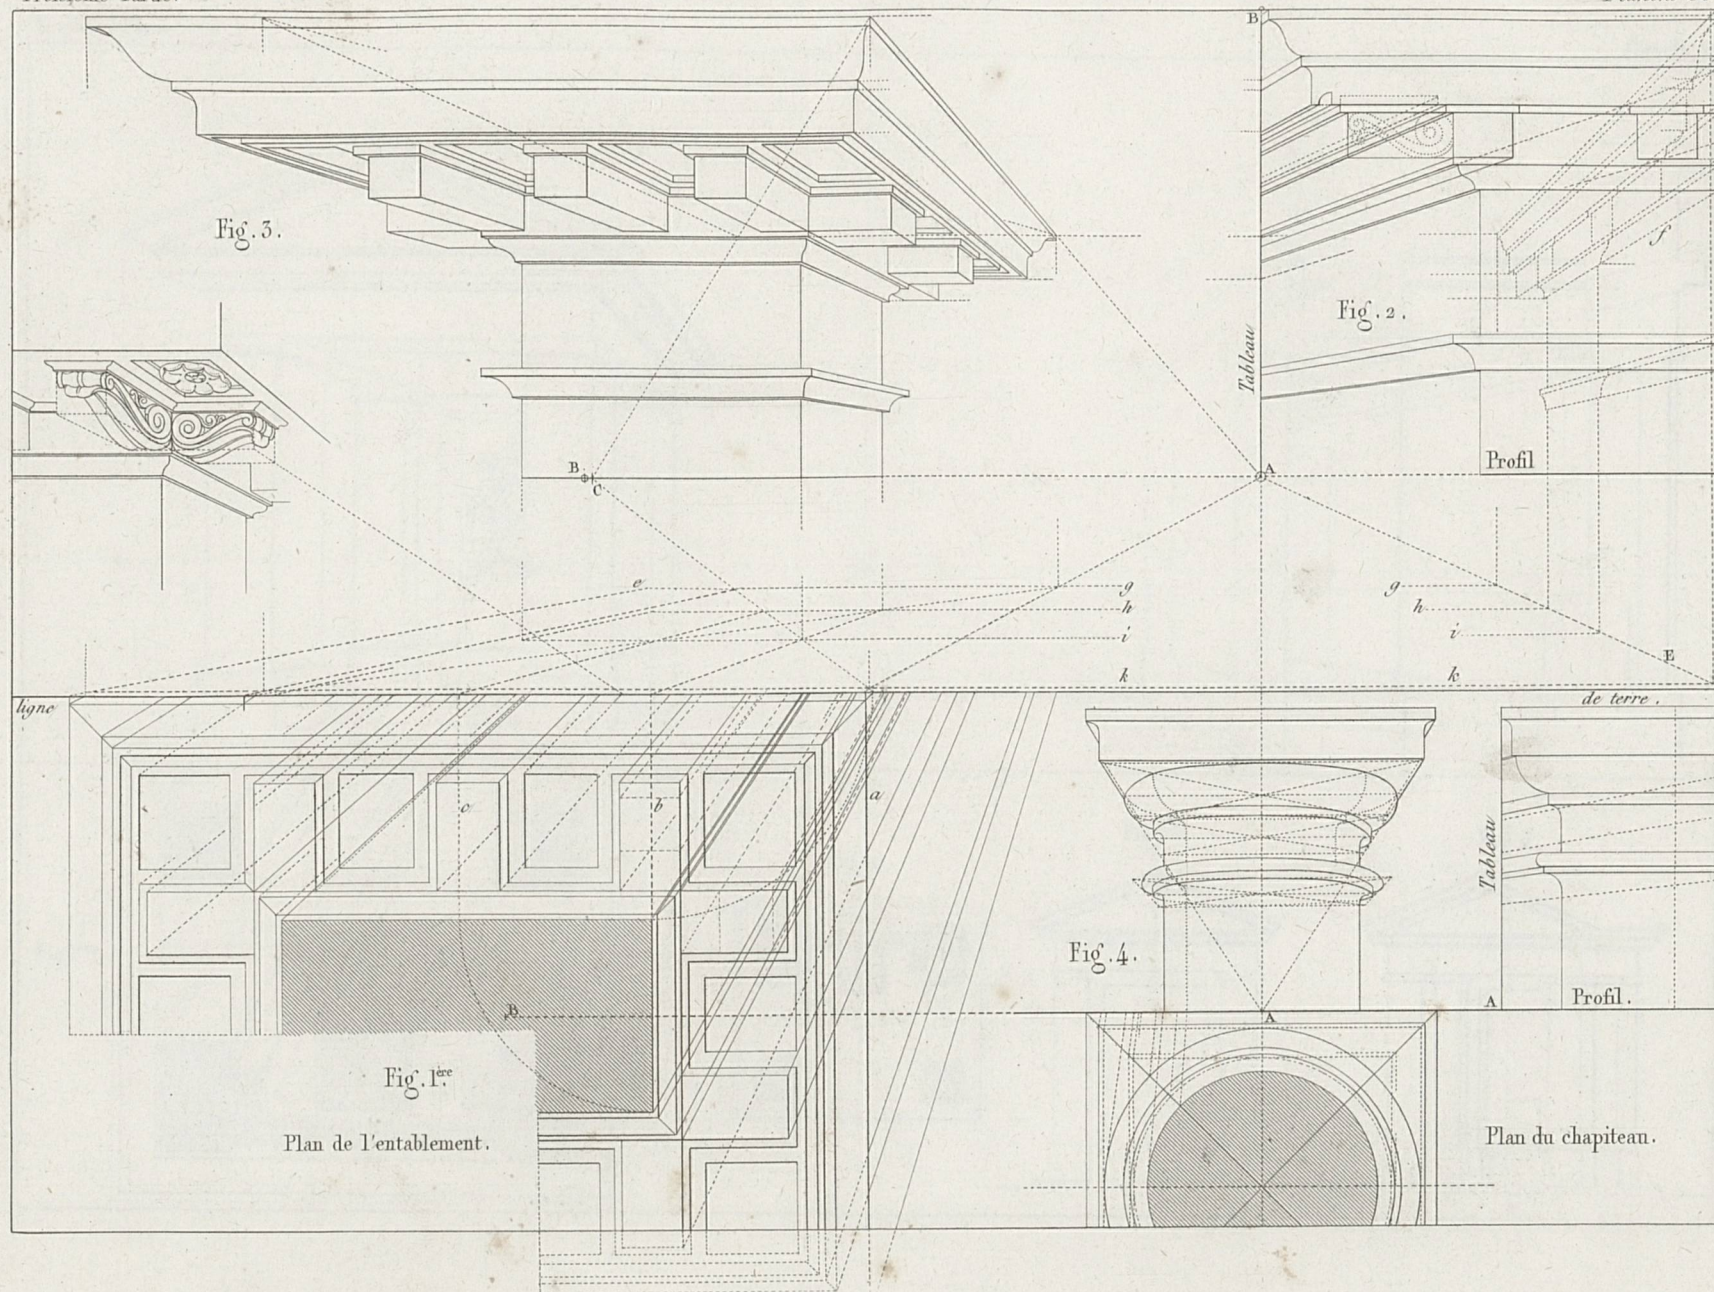 B
Fig. 3.
Tableau
Fig. 2.
f
Profil
B
C
A
e
g
h
i
k
g
h
i
E
k
ligne
de terre.
c
b
a
Tableau
Fig. 4.
A
Profil.
A
B
Fig. 1.ère
Plan de l'entablement.
Plan du chapiteau.